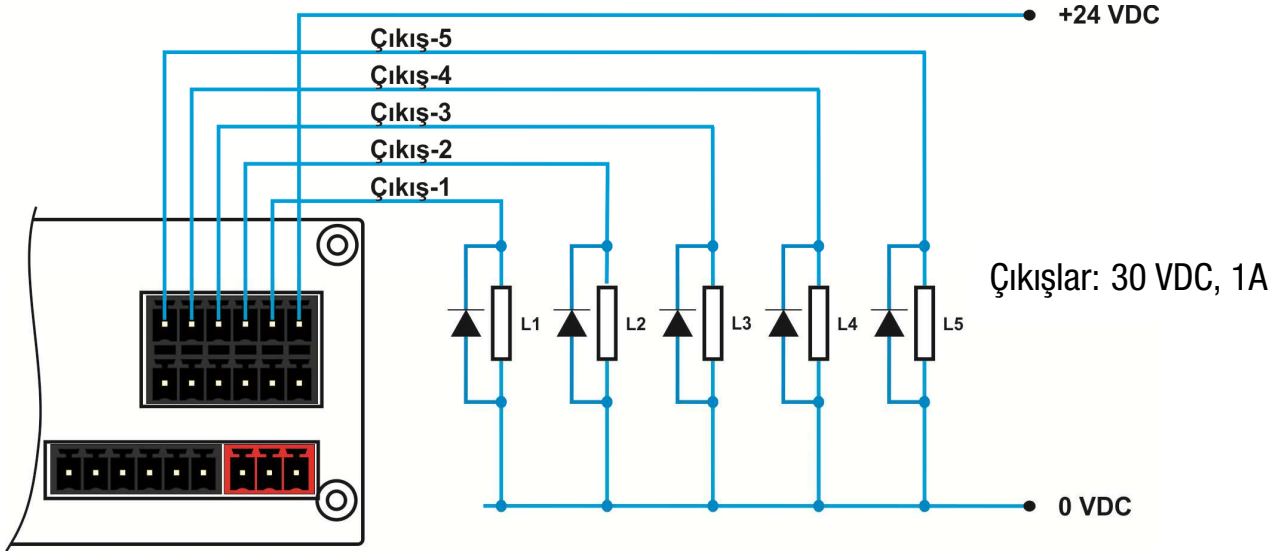 +24 VDC
Çıkış-5
Çıkış-4
Çıkış-3
Çıkış-2
Çıkış-1
Çıkışlar: 30 VDC, 1A
L1 L2 L3 L4 L5
0 VDC